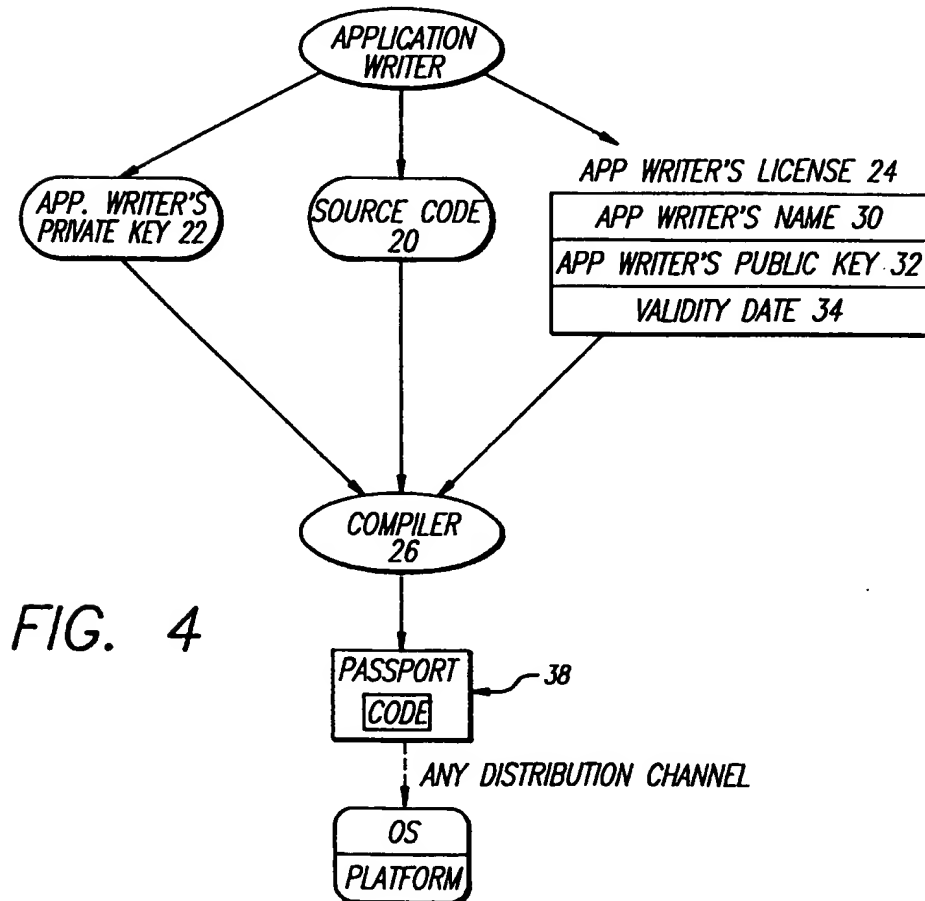 APPLICATION
WRITER
APP. WRITER'S
PRIVATE KEY 22
SOURCE CODE
20
APP WRITER'S LICENSE 24
APP WRITER'S NAME 30
APP WRITER'S PUBLIC KEY 32
VALIDITY DATE 34
COMPILER
26
FIG. 4
PASSPORT
CODE
38
ANY DISTRIBUTION CHANNEL
OS
PLATFORM